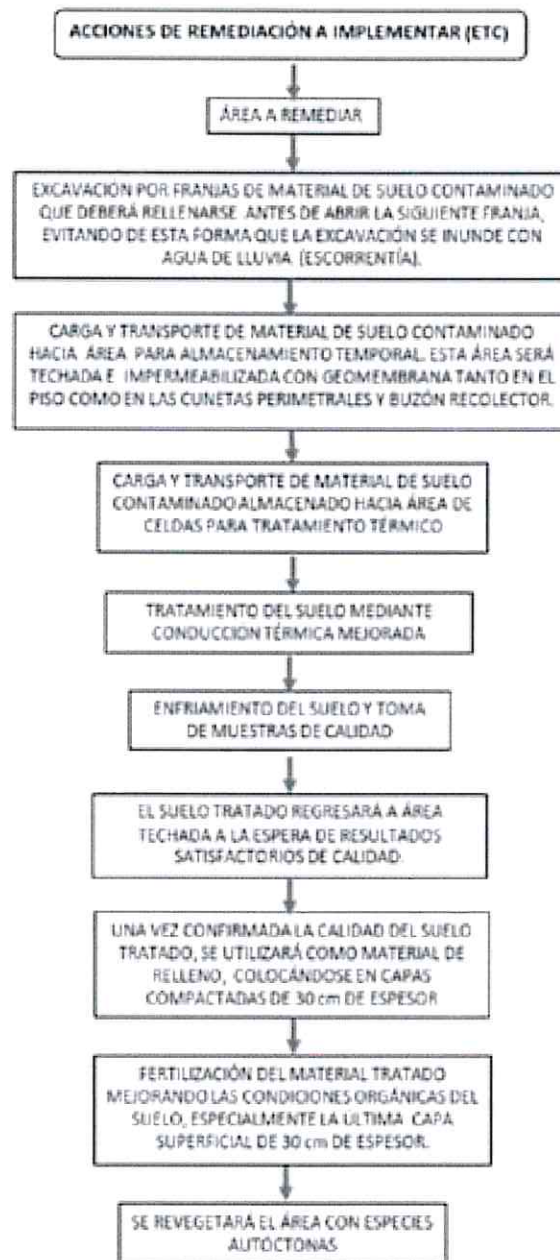 ACCIONES DE REMEDIACIÓN A IMPLEMENTAR (ETC)
ÁREA A REMEDIAR
EXCAVACIÓN POR FRANJAS DE MATERIAL DE SUELO CONTAMINADO
QUE DEBERÁ RELLENARSE ANTES DE ABRIR LA SIGUIENTE FRANJA,
EVITANDO DE ESTA FORMA QUE LA EXCAVACIÓN SE INUNDE CON
AGUA DE LLUVIA (ESCORRENTÍA).
CARGA Y TRANSPORTE DE MATERIAL DE SUELO CONTAMINADO
HACIA ÁREA PARA ALMACENAMIENTO TEMPORAL. ESTA ÁREA SERÁ
TECHADA E IMPERMEABILIZADA CON GEOMEMBRANA TANTO EN EL
PISO COMO EN LAS CUNETAS PERIMETRALES Y BUZÓN RECOLECTOR.
CARGA Y TRANSPORTE DE MATERIAL DE SUELO
CONTAMINADO ALMACENADO HACIA ÁREA DE
CELDAS PARA TRATAMIENTO TÉRMICO
TRATAMIENTO DEL SUELO MEDIANTE
CONDUCCION TÉRMICA MEJORADA
ENFRIAMIENTO DEL SUELO Y TOMA
DE MUESTRAS DE CALIDAD
EL SUELO TRATADO REGRESARÁ A ÁREA
TECHADA A LA ESPERA DE RESULTADOS
SATISFACTORIOS DE CALIDAD.
UNA VEZ CONFIRMADA LA CALIDAD DEL SUELO
TRATADO, SE UTILIZARÁ COMO MATERIAL DE
RELLENO, COLOCÁNDOSE EN CAPAS
COMPACTADAS DE 30 cm DE ESPESOR
FERTILIZACIÓN DEL MATERIAL TRATADO
MEJORANDO LAS CONDICIONES ORGÁNICAS DEL
SUELO, ESPECIALMENTE LA ULTIMA CAPA
SUPERFICIAL DE 30 cm DE ESPESOR.
SE REVEGETARÁ EL ÁREA CON ESPECIES
AUTÓCTONAS